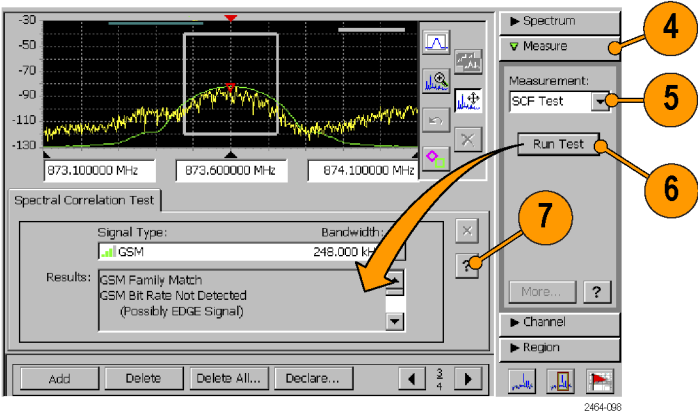 -30
-50
-70
-90
-110
-130
873.100000 MHz
873.600000 MHz
874.100000 MHz
Spectral Correlation Test
Signal Type:
Bandwidth:
GSM
248.000 kH
Results:
GSM Family Match
GSM Bit Rate Not Detected
(Possibly EDGE Signal)
?
Add
Delete
Delete All...
Declare...
3
4
Spectrum
Measure
Measurement:
SCF Test
Run Test
More...
?
Channel
Region
4
5
6
7
2464-098